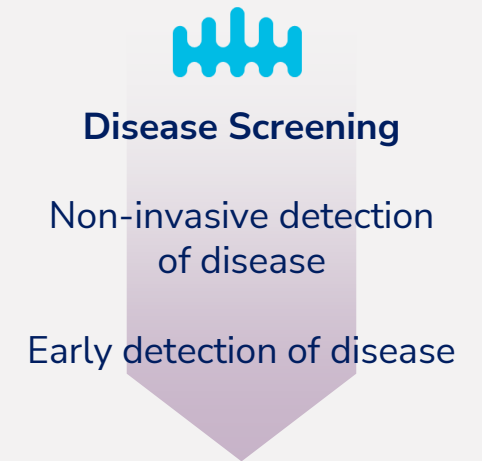 Disease Screening
Non-invasive detection
of disease
Early detection of disease